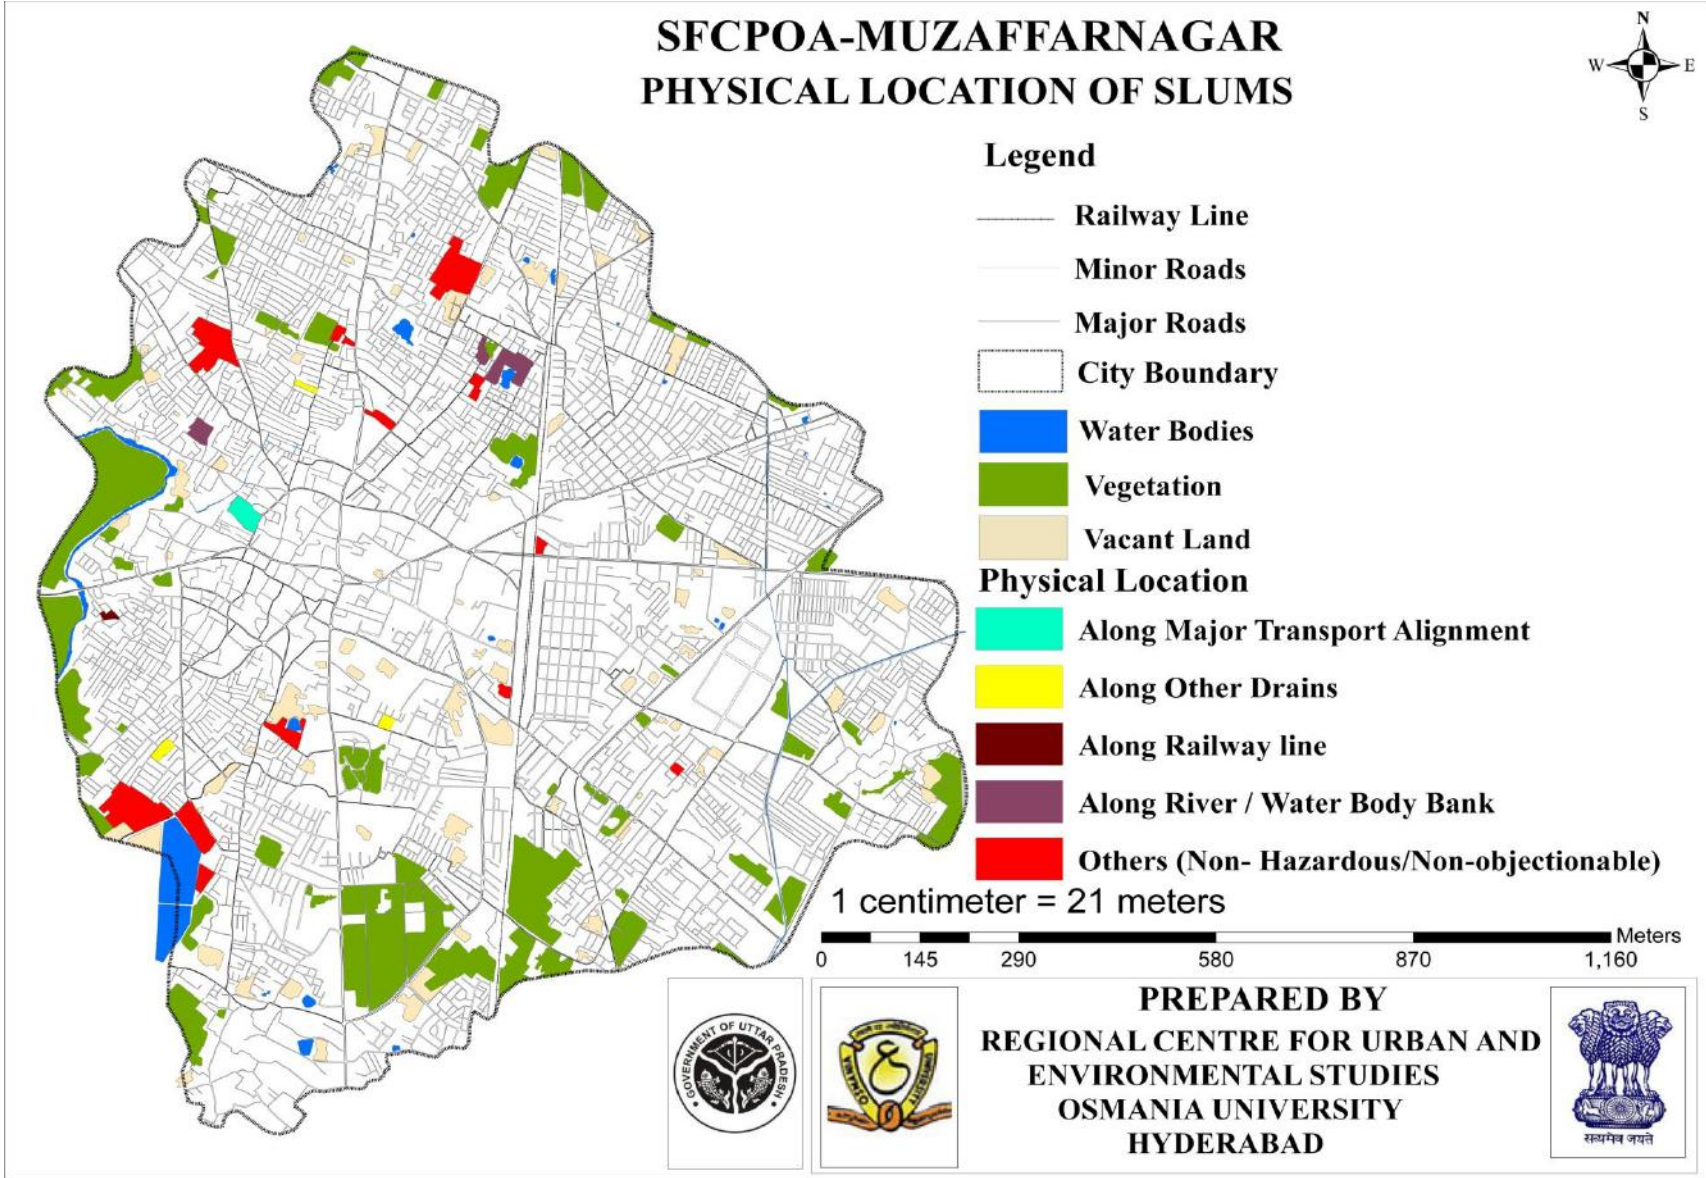 SFCPOA-MUZAFFARNAGAR
PHYSICAL LOCATION OF SLUMS
N
W E
S
Legend
Railway Line
Minor Roads
Major Roads
City Boundary
Water Bodies
Vegetation
Vacant Land
Physical Location
Along Major Transport Alignment
Along Other Drains
Along Railway line
Along River / Water Body Bank
Others (Non- Hazardous/Non-objectionable)
1 centimeter = 21 meters
Meters
0 145 290 580 870 1,160
GOVERNMENT OF UTTAR PRADESH
OSMANIA UNIVERSITY
PREPARED BY
REGIONAL CENTRE FOR URBAN AND
ENVIRONMENTAL STUDIES
OSMANIA UNIVERSITY
HYDERABAD
सत्यमेव जयते